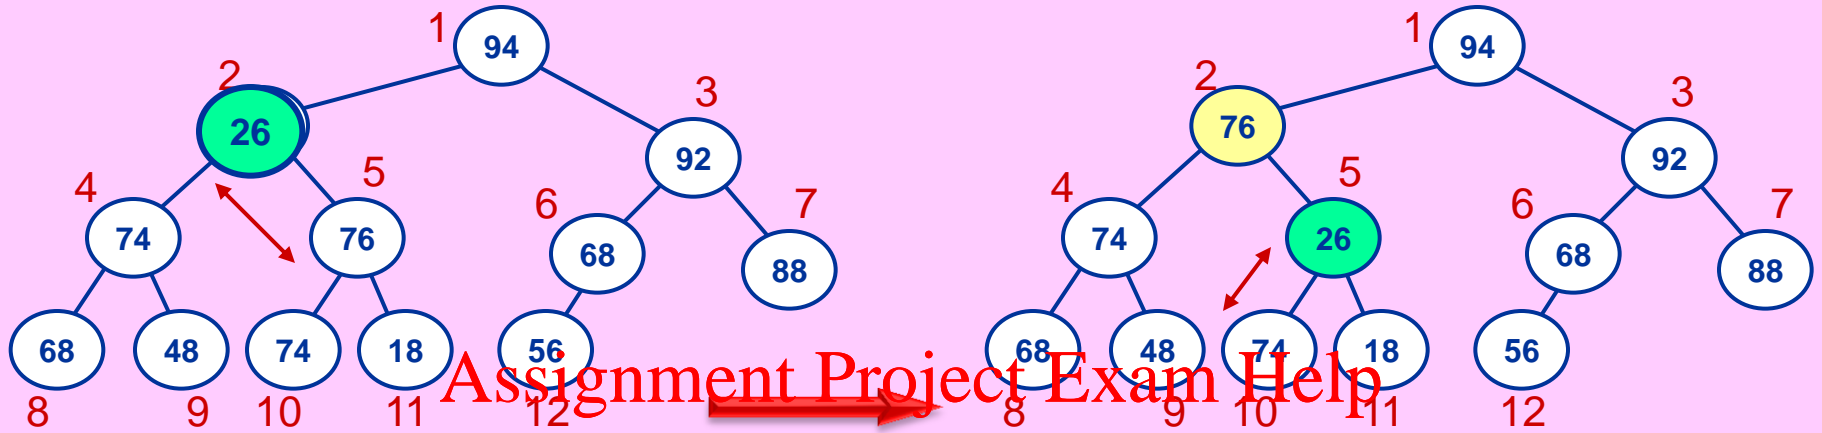 1 94 1 94
2 26 3 92 2 76 3 92
4 74 5 76 6 68 7 88 4 74 5 26 6 68 7 88
68 48 74 18 56 68 48 74 18 56
Assignment Project Exam Help
8 9 10 11 12 8 9 10 11 12